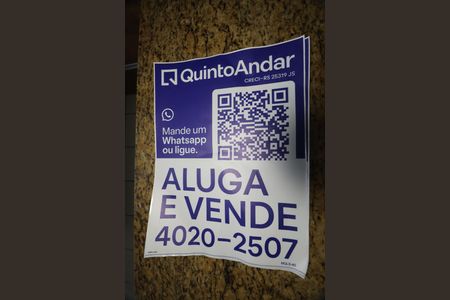 QuintoAndar
CRECI-RS 25319 JS
Mande um
Whatsapp
ou ligue.
ALUGA
E VENDE
4020-2507